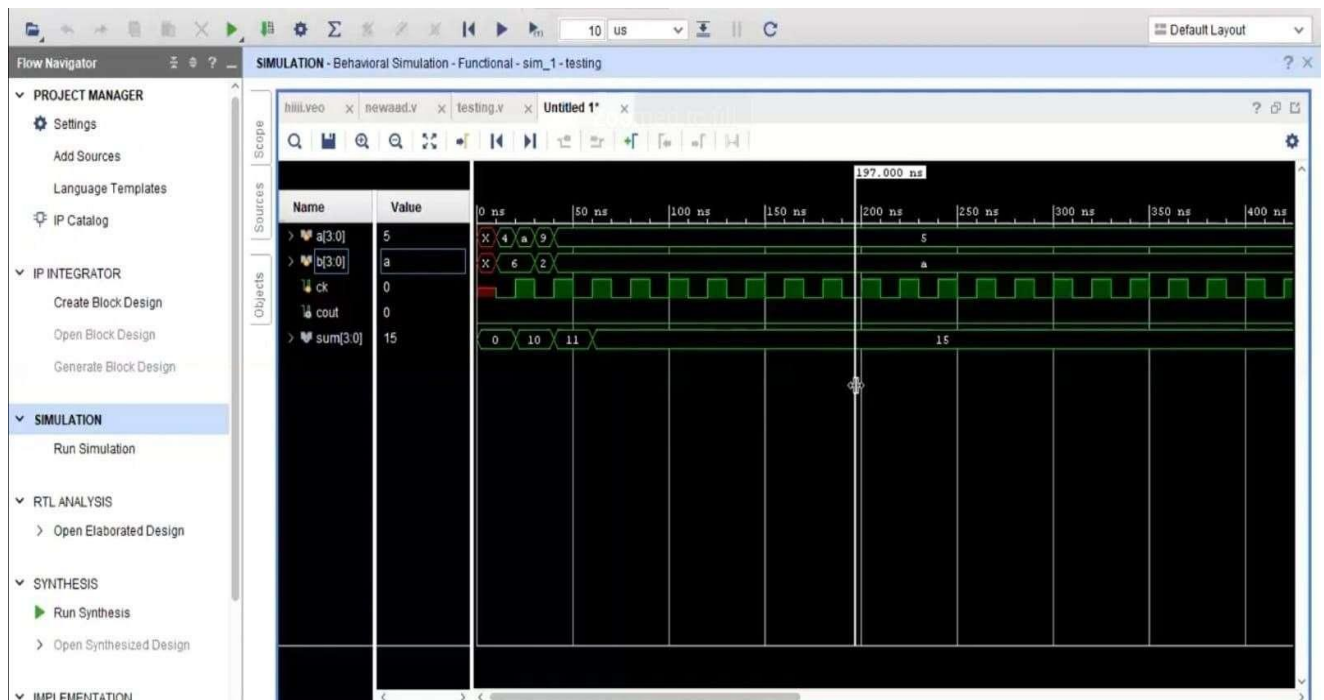 10 us
Default Layout
Flow Navigator
SIMULATION - Behavioral Simulation - Functional - sim_1 - testing
PROJECT MANAGER
Settings
Add Sources
Language Templates
IP Catalog
IP INTEGRATOR
Create Block Design
Open Block Design
Generate Block Design
SIMULATION
Run Simulation
RTL ANALYSIS
Open Elaborated Design
SYNTHESIS
Run Synthesis
Open Synthesized Design
IMPLEMENTATION
Scope
Sources
Objects
hiiii.veo x newaad.v x testing.v x Untitled 1* x
197.000 ns
Name Value
0 ns 50 ns 100 ns 150 ns 200 ns 250 ns 300 ns 350 ns 400 ns
a[3:0] 5 X 4 a 9 5
b[3:0] a X 6 2 a
ck 0
cout 0
sum[3:0] 15 0 10 11 15